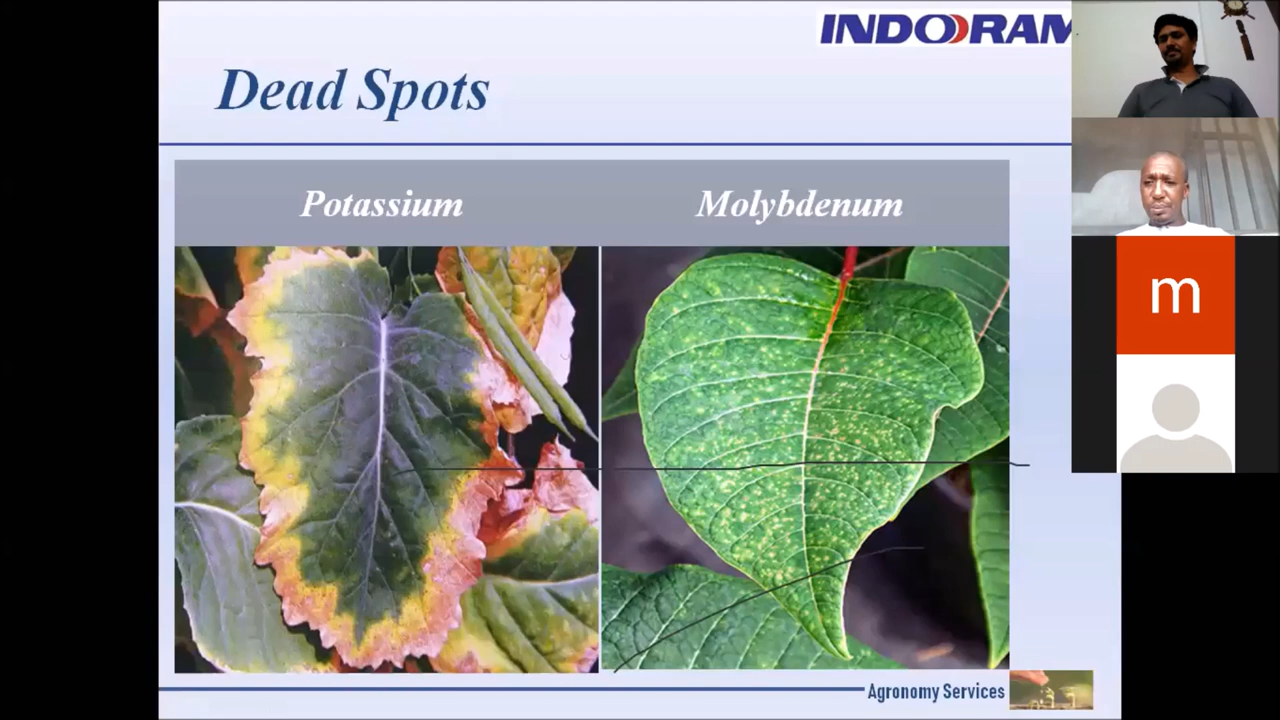 INDORAM
Dead Spots
Potassium Molybdenum
m
Agronomy Services